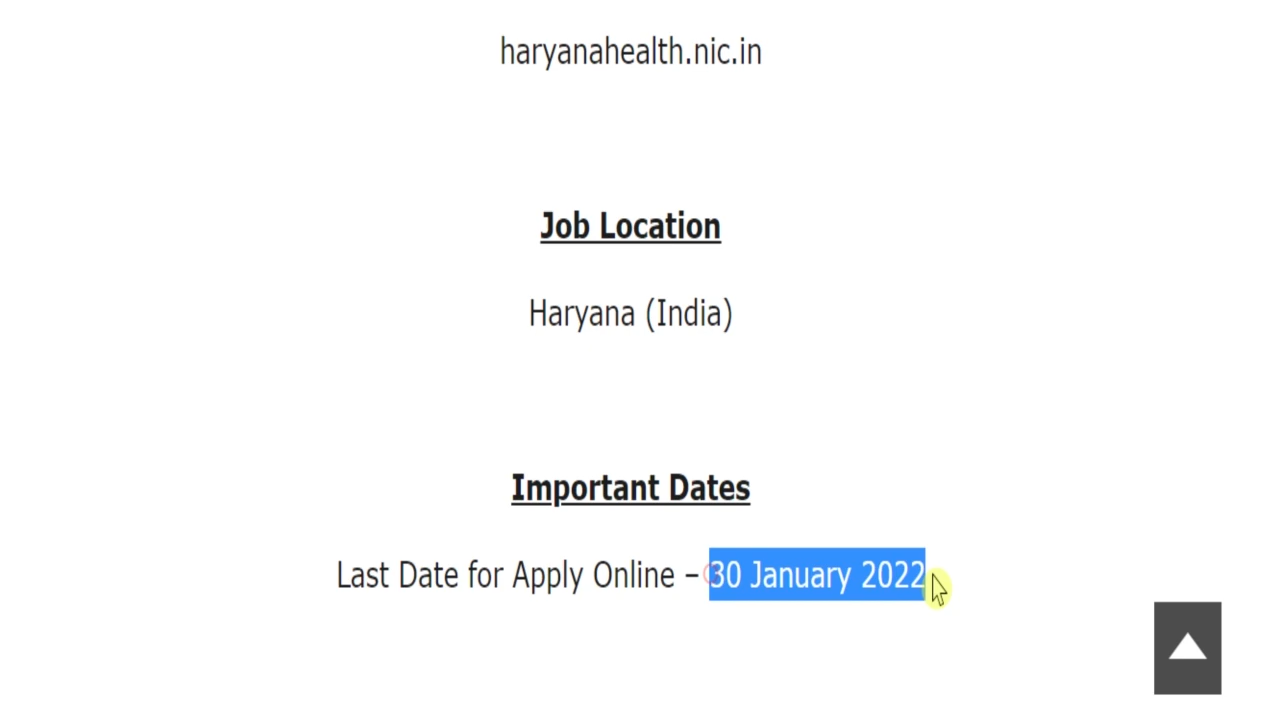 haryanahealth.nic.in
Job Location
Haryana (India)
Important Dates
Last Date for Apply Online – 30 January 2022